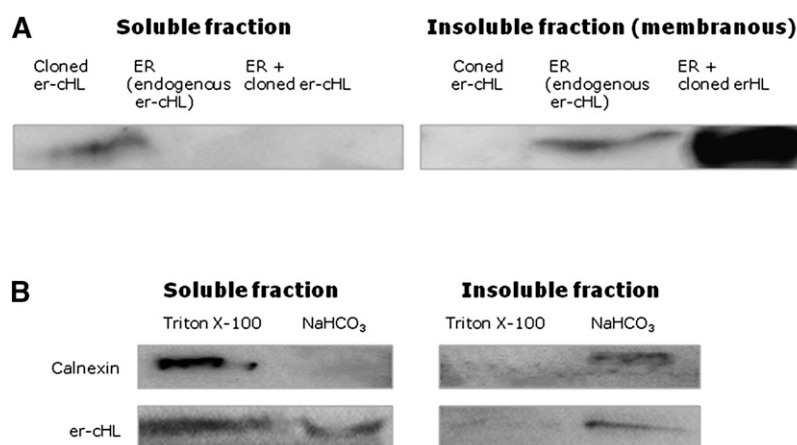 A
Soluble fraction
Insoluble fraction (membranous)
Cloned er-cHL
ER (endogenous er-cHL)
ER + cloned er-cHL
Coned er-cHL
ER (endogenous er-cHL)
ER + cloned erHL
B
Soluble fraction
Insoluble fraction
Triton X-100
NaHCO₃
Triton X-100
NaHCO₃
Calnexin
er-cHL